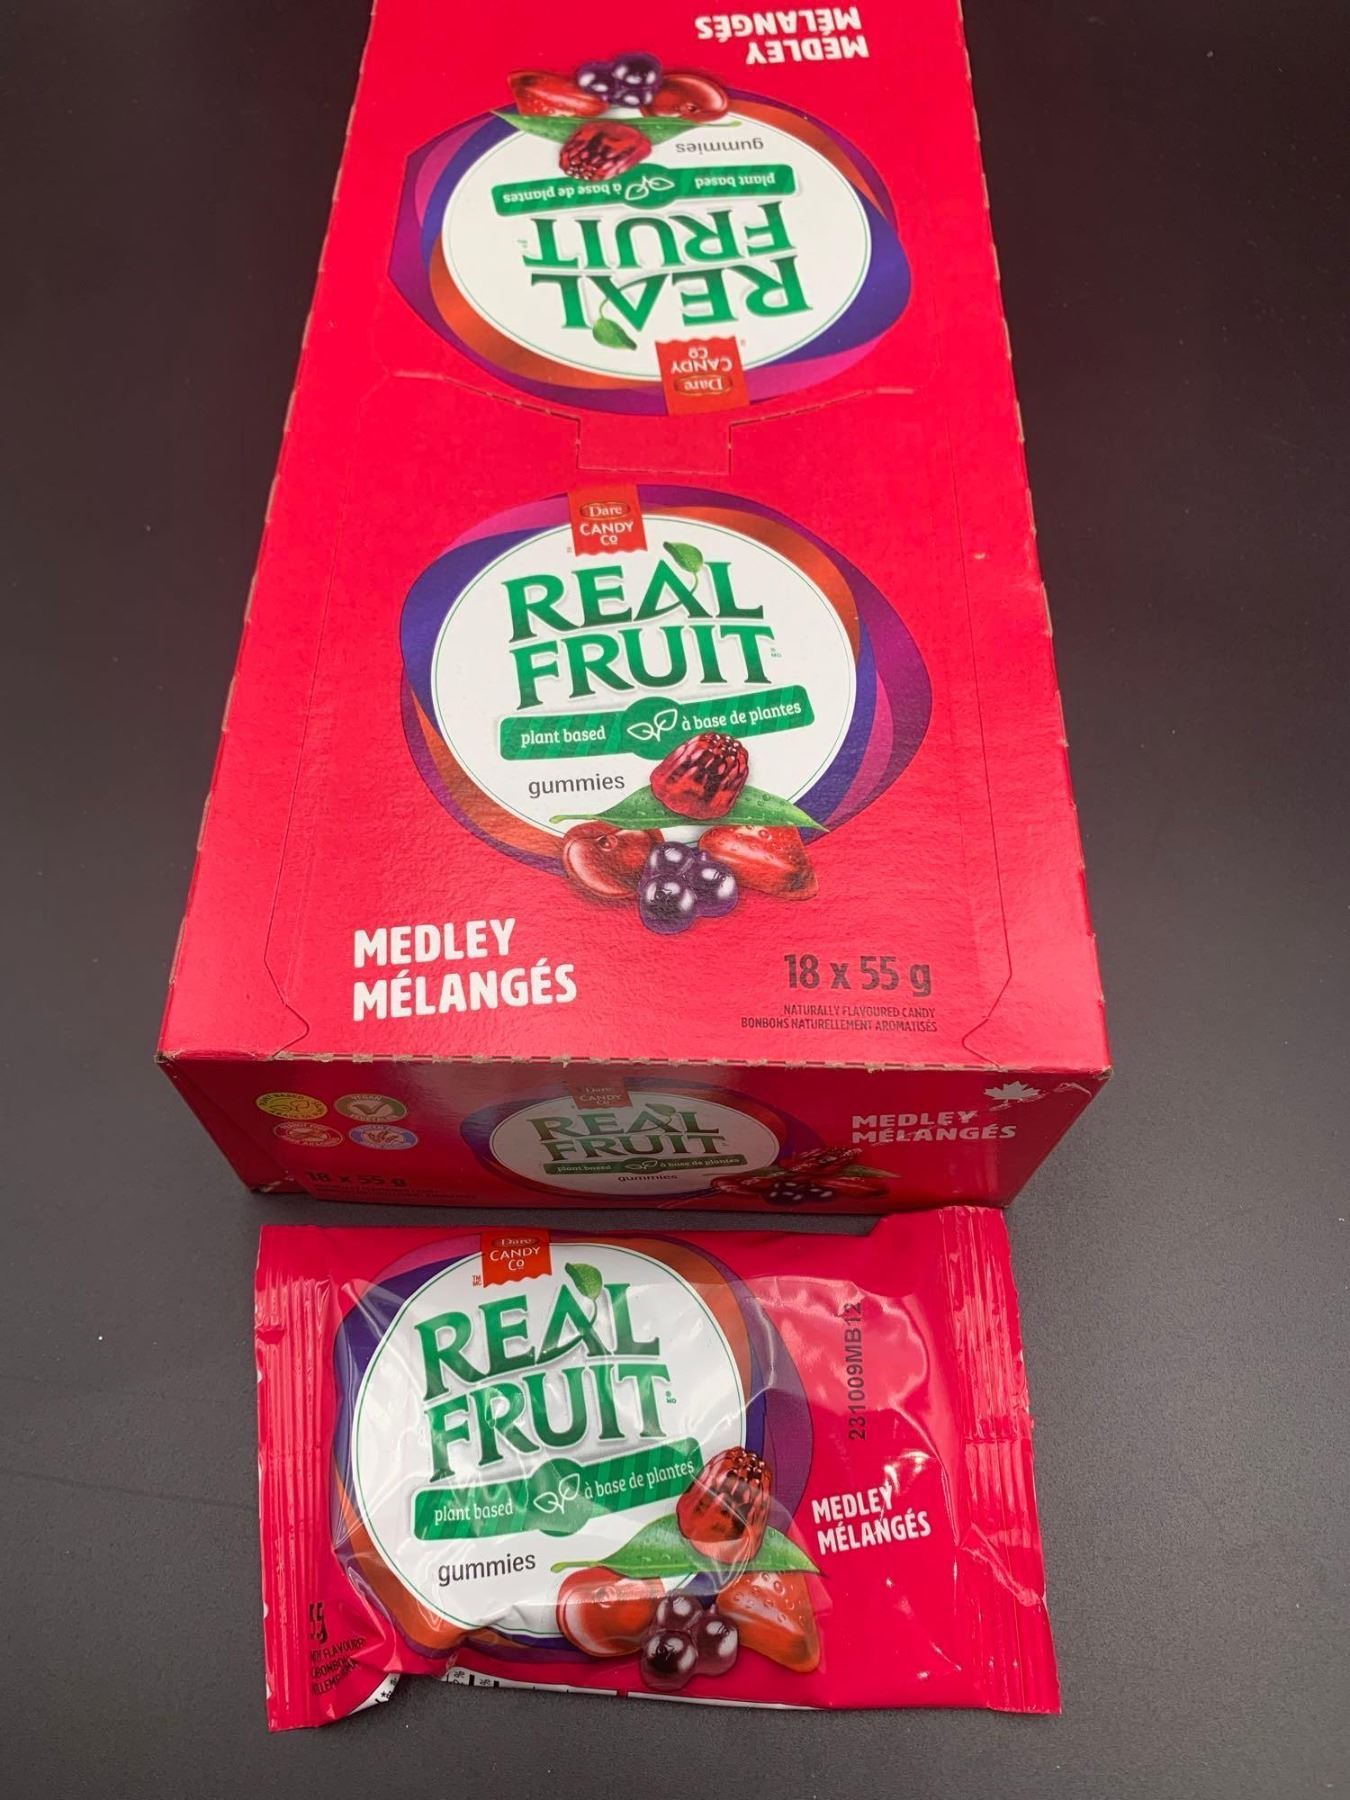 MEDLEY
MÉLANGÉS
gummies
plant based à base de plantes
REAL
FRUIT
Dare
CANDY
CO
Dare
CANDY
CO
REAL
FRUIT
plant based à base de plantes
gummies
MEDLEY
MÉLANGÉS
18 x 55 g
NATURALLY FLAVOURED CANDY
BONBONS NATURELLEMENT AROMATISÉS
VEGAN
Dare
CANDY
CO
REAL
FRUIT
plant based à base de plantes
gummies
MEDLEY
MÉLANGÉS
18 x 55 g
Dare
CANDY
CO
TM
MC
REAL
FRUIT
plant based à base de plantes
gummies
231009MB12
MEDLEY
MÉLANGÉS